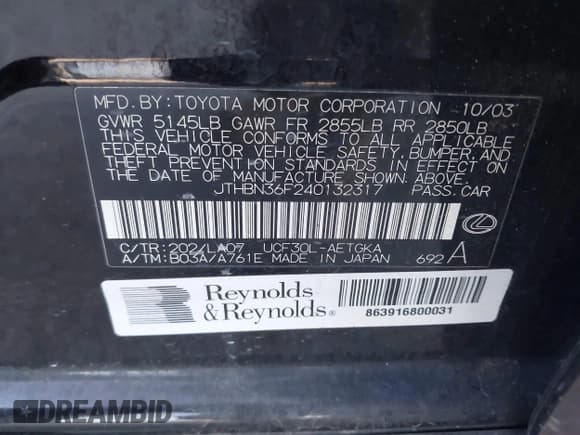 MFD. BY: TOYOTA MOTOR CORPORATION 10/03
GVWR 5145LB GAWR FR 2855LB RR 2850LB
THIS VEHICLE CONFORMS TO ALL APPLICABLE
FEDERAL MOTOR VEHICLE SAFETY, BUMPER, AND
THEFT PREVENTION STANDARDS IN EFFECT ON
THE DATE OF MANUFACTURE SHOWN ABOVE.
JTHBN36F240132317 PASS. CAR
C/TR: 202/LA07 UCF30L-AETGKA
A/TM: B03A/A761E MADE IN JAPAN 692 A
Reynolds
& Reynolds®
863916800031
DREAMBID